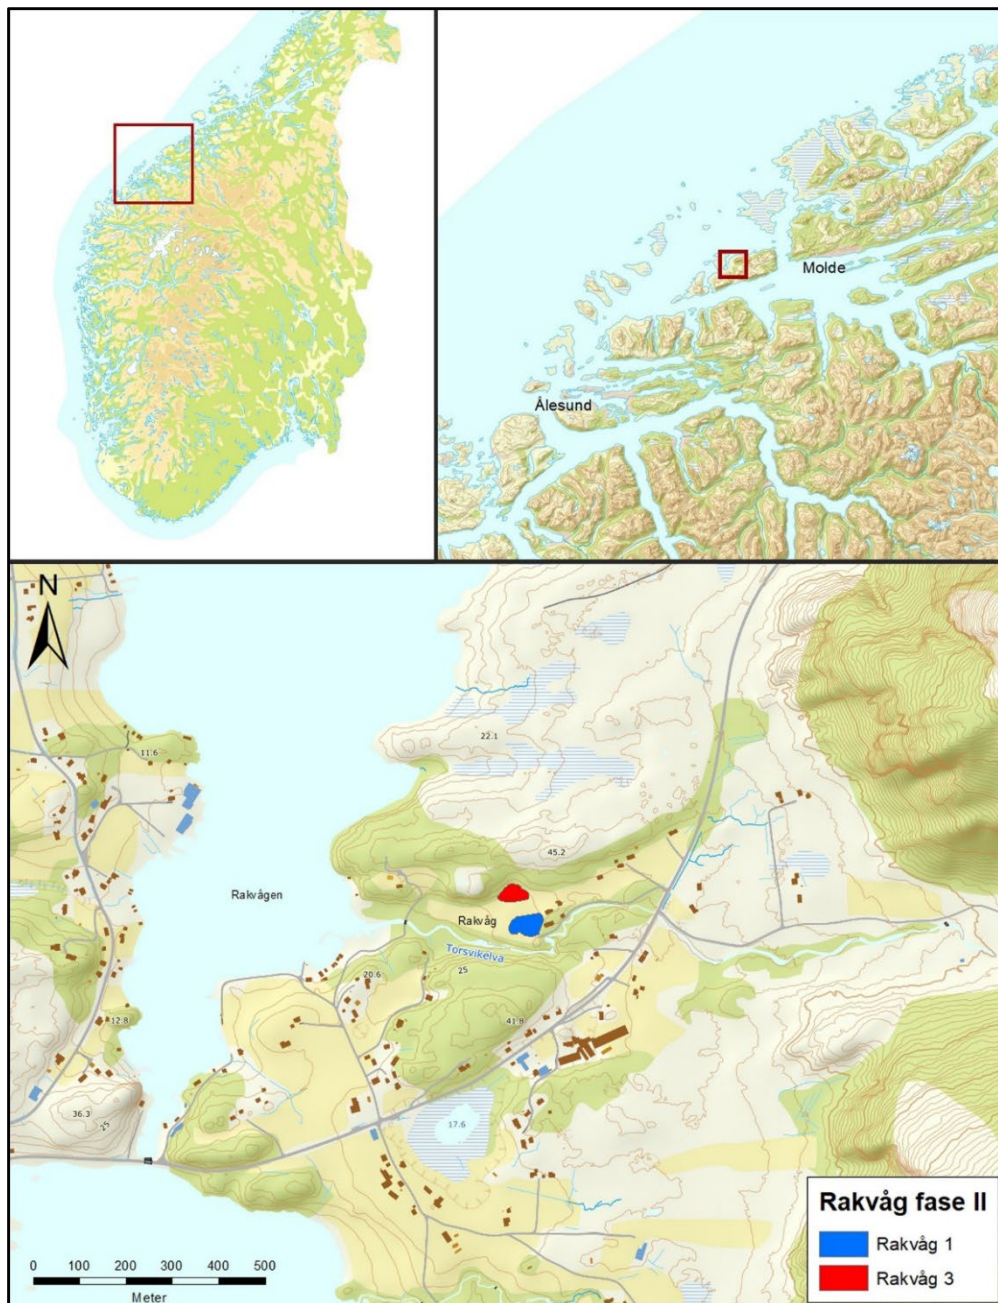 Molde
Ålesund
N
11.6
22.1
45.2
Rakvågen
Rakvåg
Torsvikelva
25
20.6
41.8
12.8
36.3
25
17.6
Rakvåg fase II
Rakvåg 1
Rakvåg 3
0 100 200 300 400 500
Meter